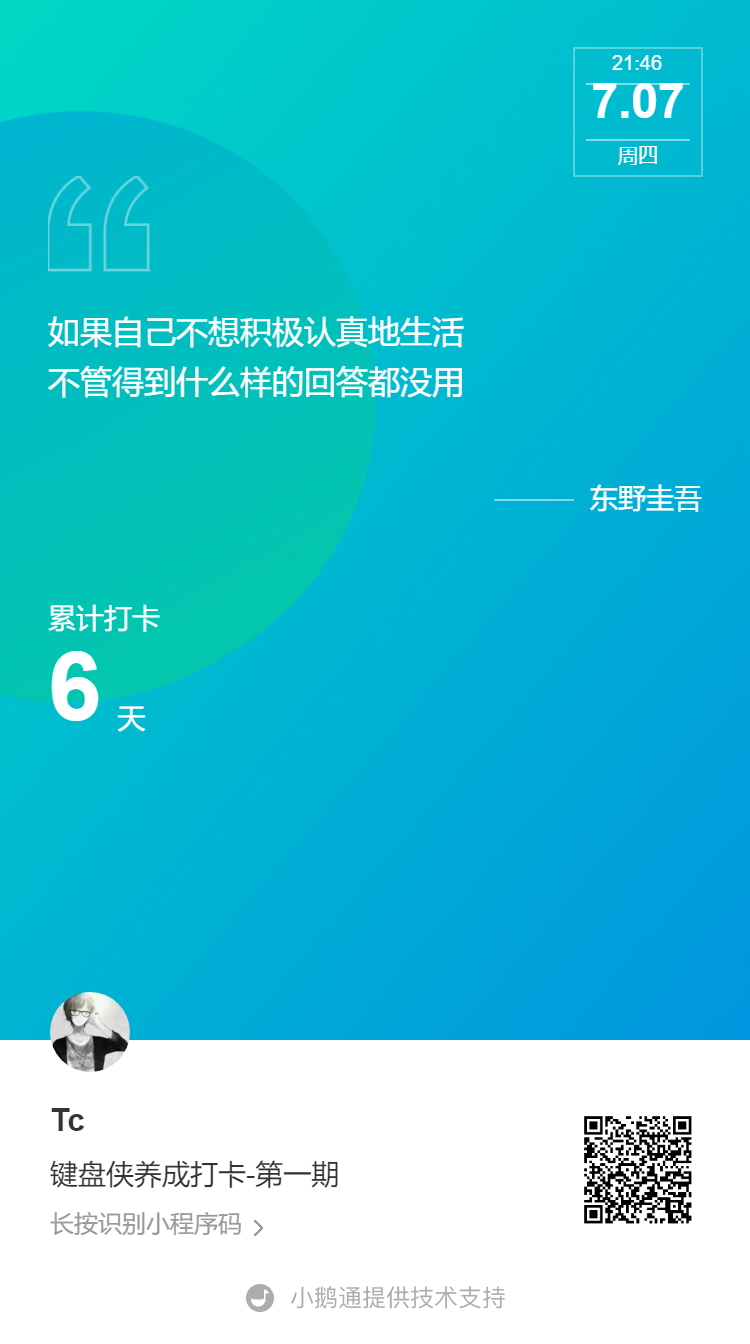 21:46
7.07
周四
如果自己不想积极认真地生活
不管得到什么样的回答都没用
东野圭吾
累计打卡
6 天
Tc
键盘侠养成打卡-第一期
长按识别小程序码
小鹅通提供技术支持